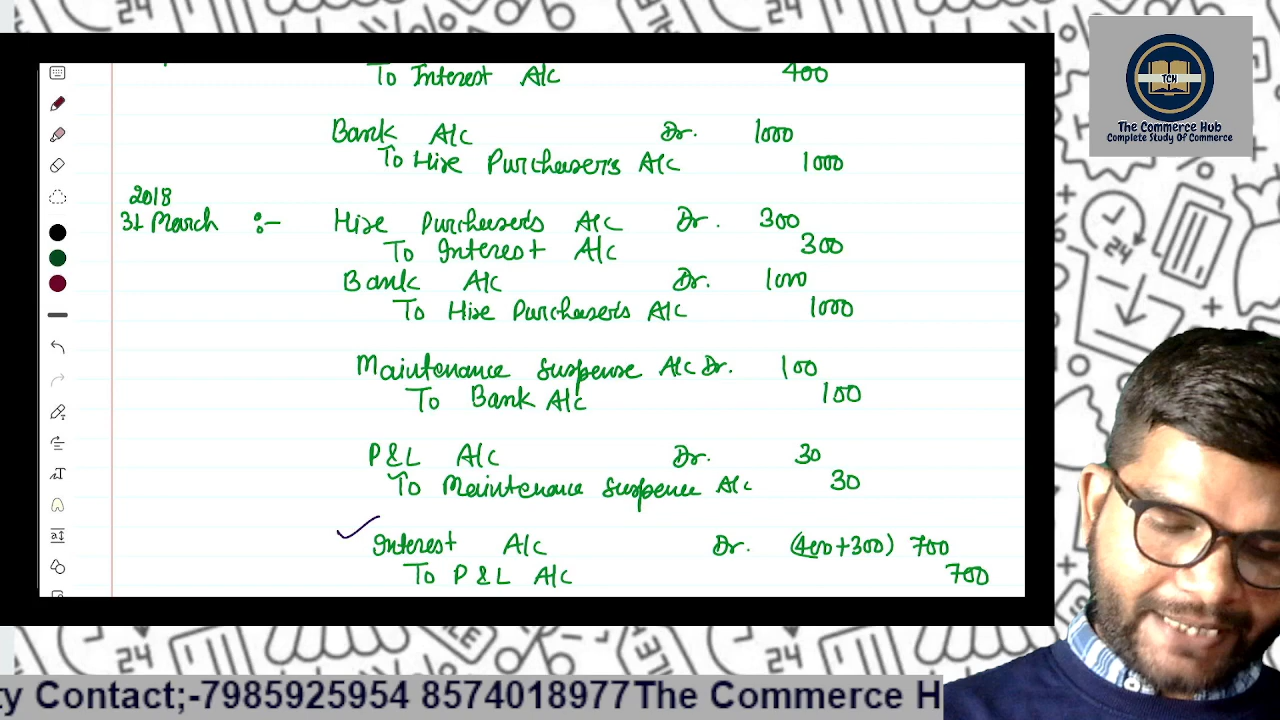 To Interest A/c 400
Bank A/c Dr. 1000
To Hire Purchaser's A/c 1000
2018
31 March :- Hire Purchaser's A/c Dr. 300
To Interest A/c 300
Bank A/c Dr. 1000
To Hire Purchaser's A/c 1000
Maintenance Suspense A/c Dr. 100
To Bank A/c 100
P & L A/c Dr. 30
To Maintenance Suspense A/c 30
Interest A/c Dr. (400+300) 700
To P & L A/c 700
TCH
The Commerce Hub
Complete Study Of Commerce
ty Contact;-7985925954 8574018977The Commerce H